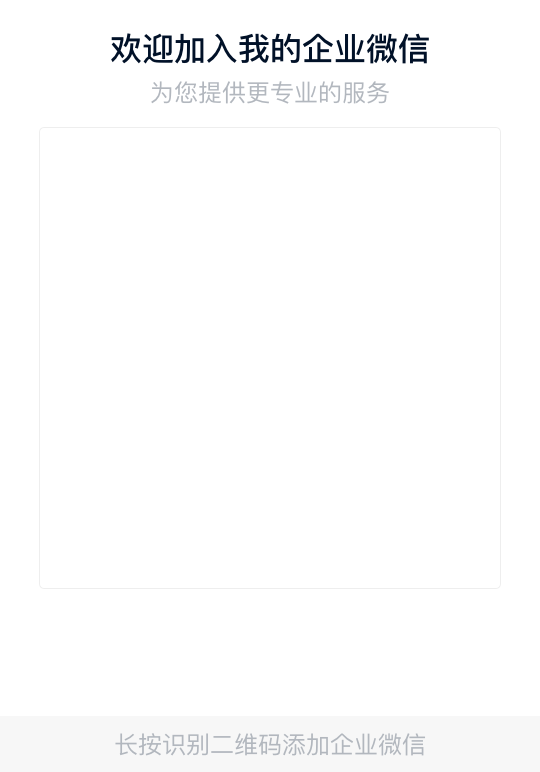 欢迎加入我的企业微信
为您提供更专业的服务
长按识别二维码添加企业微信